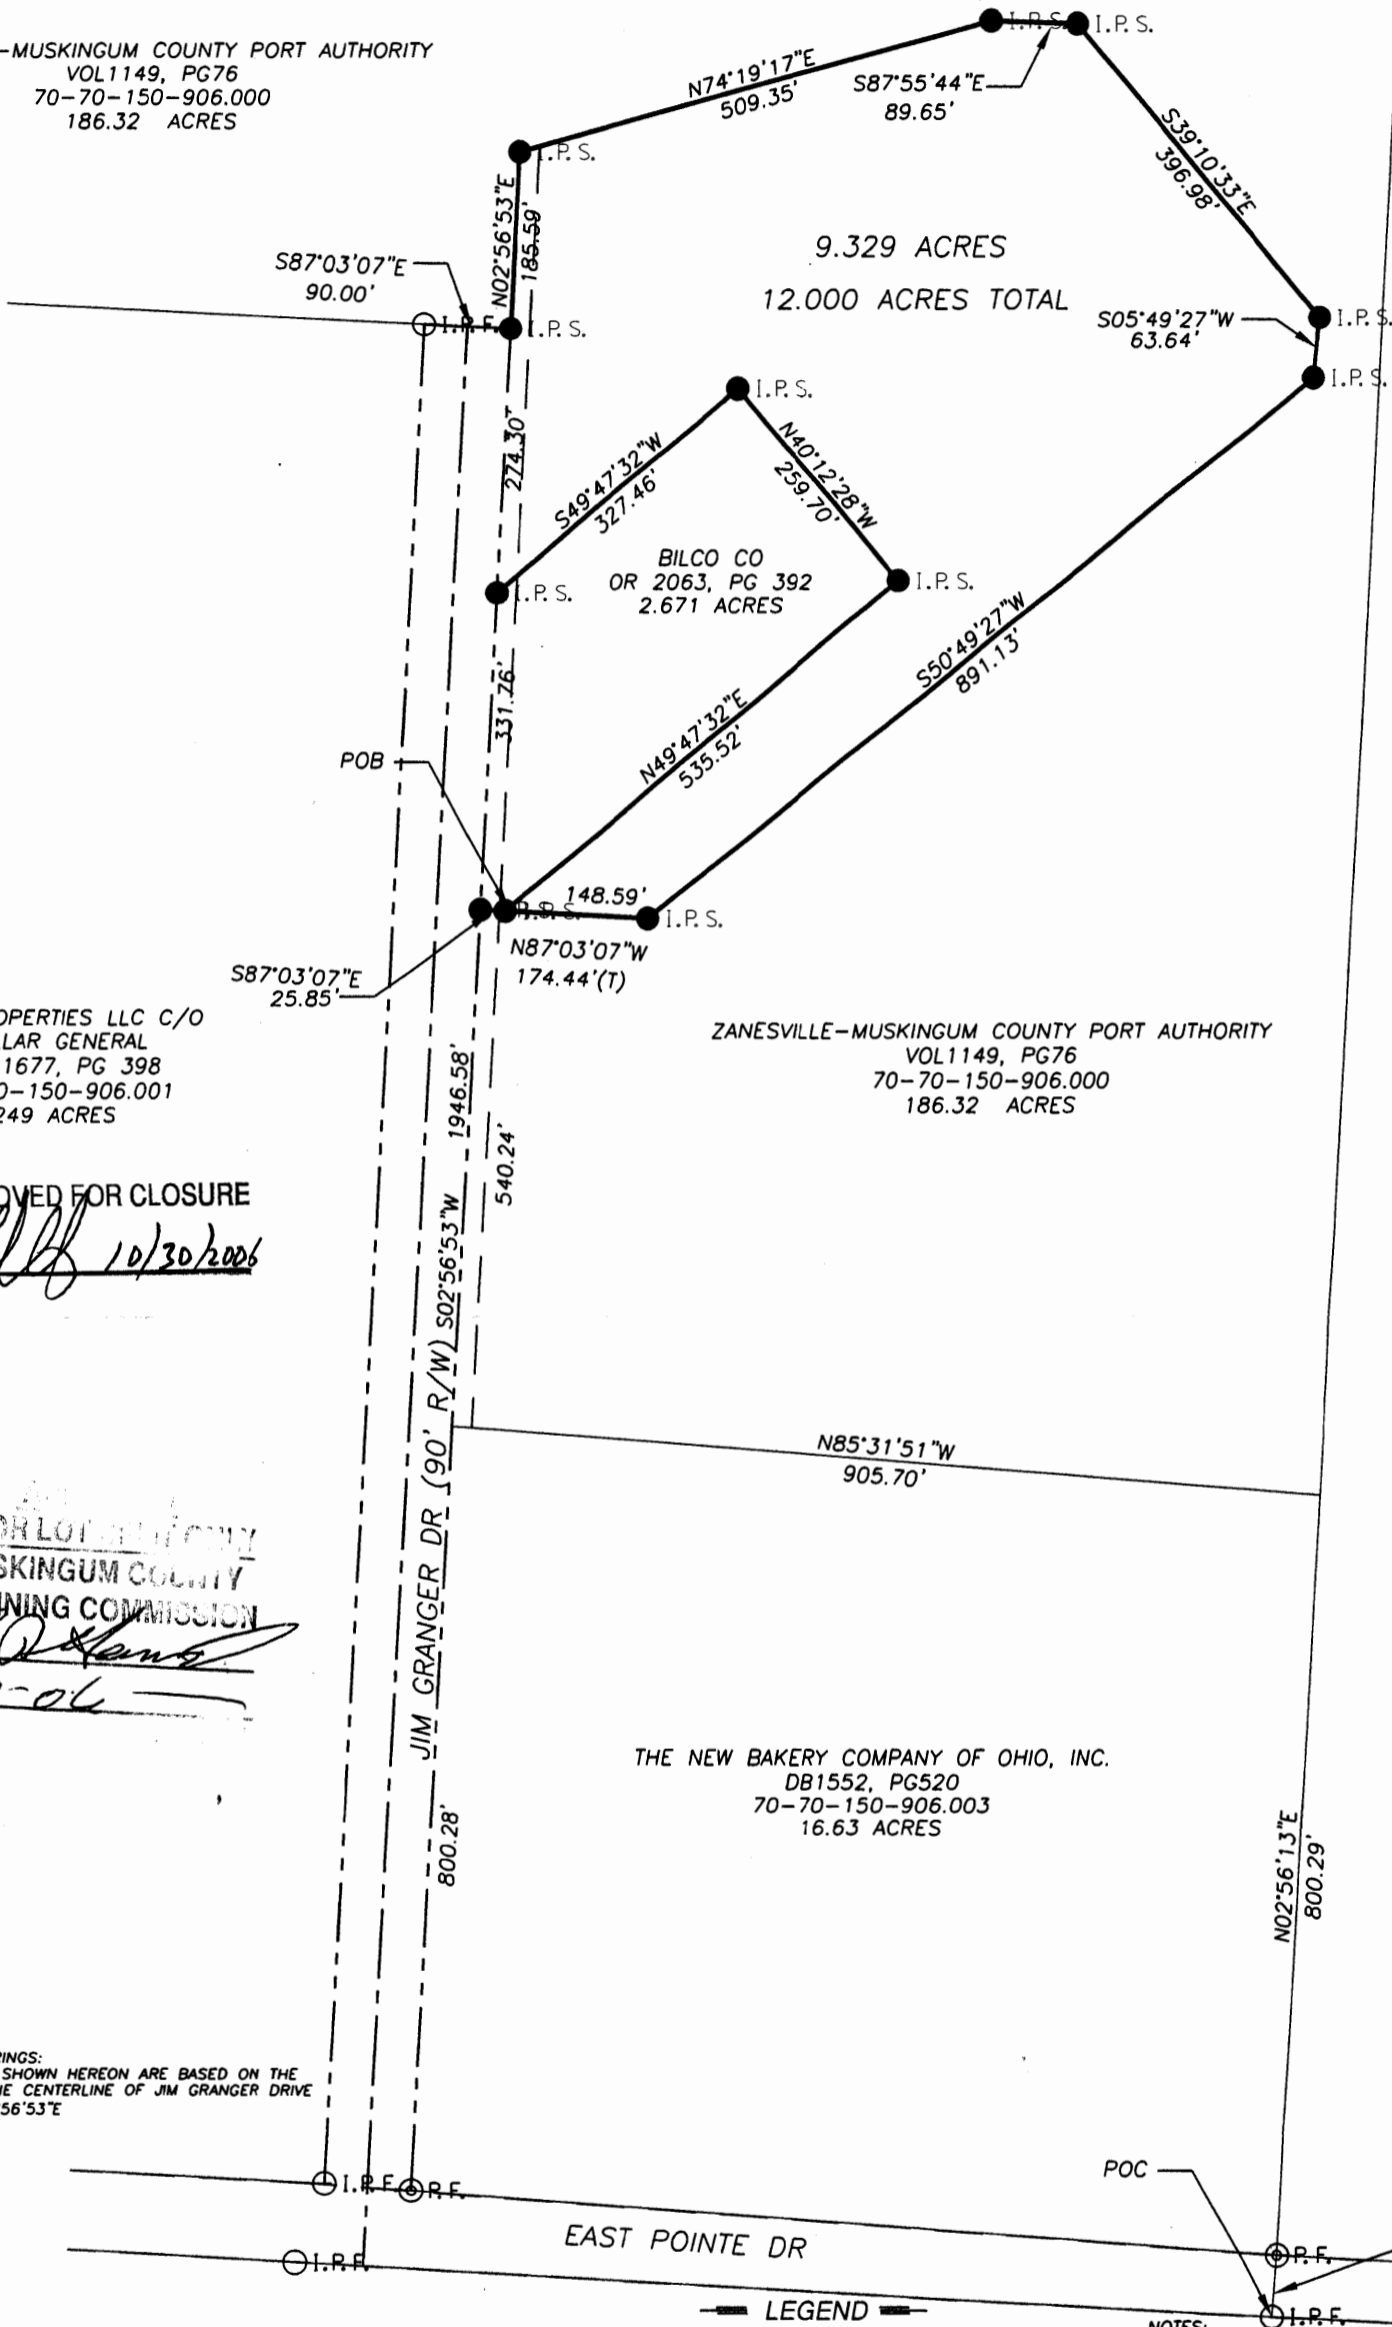 -MUSKINGUM COUNTY PORT AUTHORITY
VOL1149, PG76
70-70-150-906.000
186.32 ACRES
I.P.S.
I.P.S.
N74°19'17"E
509.35'
S87°55'44"E
89.65'
S39°10'33"E
396.98'
I.P.S.
N02°56'53"E
185.59'
9.329 ACRES
12.000 ACRES TOTAL
S87°03'07"E
90.00'
I.P.F.
I.P.S.
S05°49'27"W
63.64'
I.P.S.
I.P.S.
I.P.S.
274.30'
S49°47'32"W
327.46'
N40°12'28"W
259.70'
BILCO CO
OR 2063, PG 392
2.671 ACRES
I.P.S.
I.P.S.
S50°49'27"W
891.13'
331.76'
N49°47'32"E
535.52'
POB
148.59'
I.P.S.
I.P.S.
N87°03'07"W
174.44'(T)
S87°03'07"E
25.85'
OPERTIES LLC C/O
LAR GENERAL
1677, PG 398
0-150-906.001
249 ACRES
ZANESVILLE-MUSKINGUM COUNTY PORT AUTHORITY
VOL1149, PG76
70-70-150-906.000
186.32 ACRES
1946.58'
540.24'
S02°56'53"W
OVED FOR CLOSURE
10/30/2006
N85°31'51"W
905.70'
JIM GRANGER DR (90' R/W)
OR LOT SPLIT ONLY
SKINGUM COUNTY
NING COMMISSION
-06
THE NEW BAKERY COMPANY OF OHIO, INC.
DB1552, PG520
70-70-150-906.003
16.63 ACRES
800.28'
N02°56'13"E
800.29'
INGS:
SHOWN HEREON ARE BASED ON THE
IE CENTERLINE OF JIM GRANGER DRIVE
56'53"E
I.P.F.
P.F.
POC
EAST POINTE DR
P.F.
I.P.F.
LEGEND
I.P.F.
NOTES: